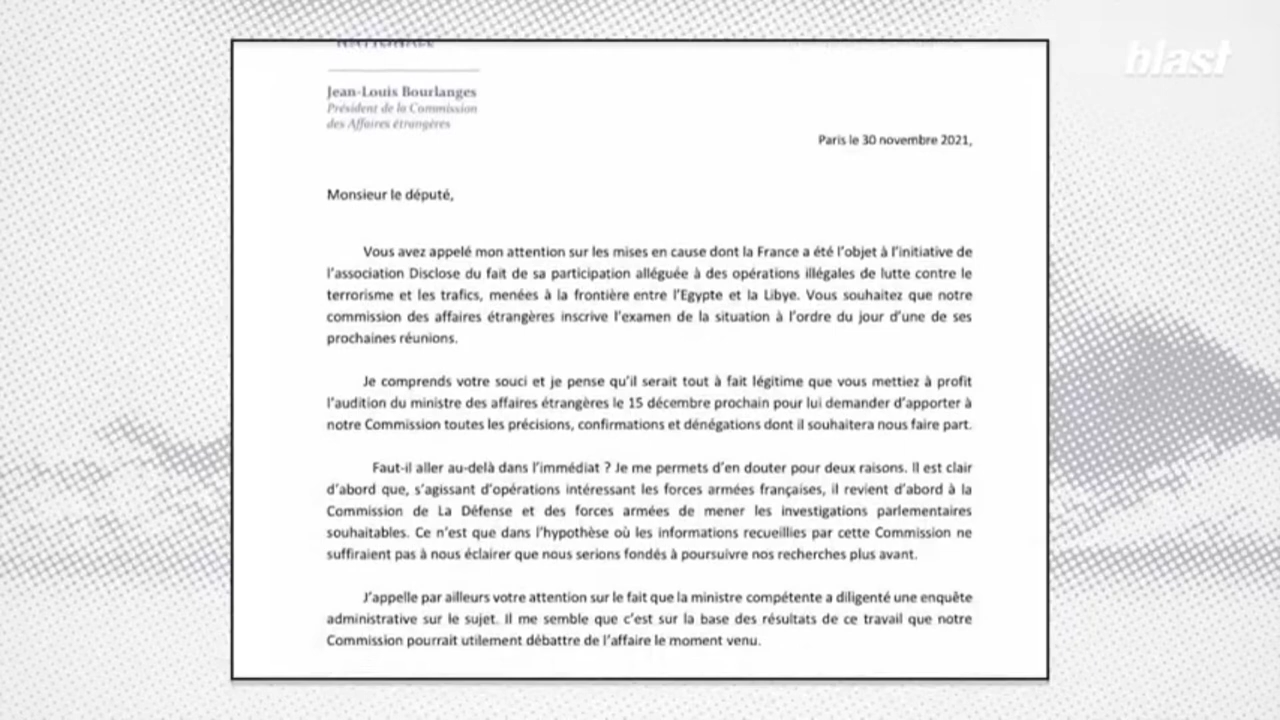 blast
NATIONALE
Jean-Louis Bourlanges
Président de la Commission
des Affaires étrangères
Paris le 30 novembre 2021,
Monsieur le député,
Vous avez appelé mon attention sur les mises en cause dont la France a été l'objet à l'initiative de
l'association Disclose du fait de sa participation alléguée à des opérations illégales de lutte contre le
terrorisme et les trafics, menées à la frontière entre l'Egypte et la Libye. Vous souhaitez que notre
commission des affaires étrangères inscrive l'examen de la situation à l'ordre du jour d'une de ses
prochaines réunions.
Je comprends votre souci et je pense qu'il serait tout à fait légitime que vous mettiez à profit
l'audition du ministre des affaires étrangères le 15 décembre prochain pour lui demander d'apporter à
notre Commission toutes les précisions, confirmations et dénégations dont il souhaitera nous faire part.
Faut-il aller au-delà dans l'immédiat ? Je me permets d'en douter pour deux raisons. Il est clair
d'abord que, s'agissant d'opérations intéressant les forces armées françaises, il revient d'abord à la
Commission de La Défense et des forces armées de mener les investigations parlementaires
souhaitables. Ce n'est que dans l'hypothèse où les informations recueillies par cette Commission ne
suffiraient pas à nous éclairer que nous serions fondés à poursuivre nos recherches plus avant.
J'appelle par ailleurs votre attention sur le fait que la ministre compétente a diligenté une enquête
administrative sur le sujet. Il me semble que c'est sur la base des résultats de ce travail que notre
Commission pourrait utilement débattre de l'affaire le moment venu.